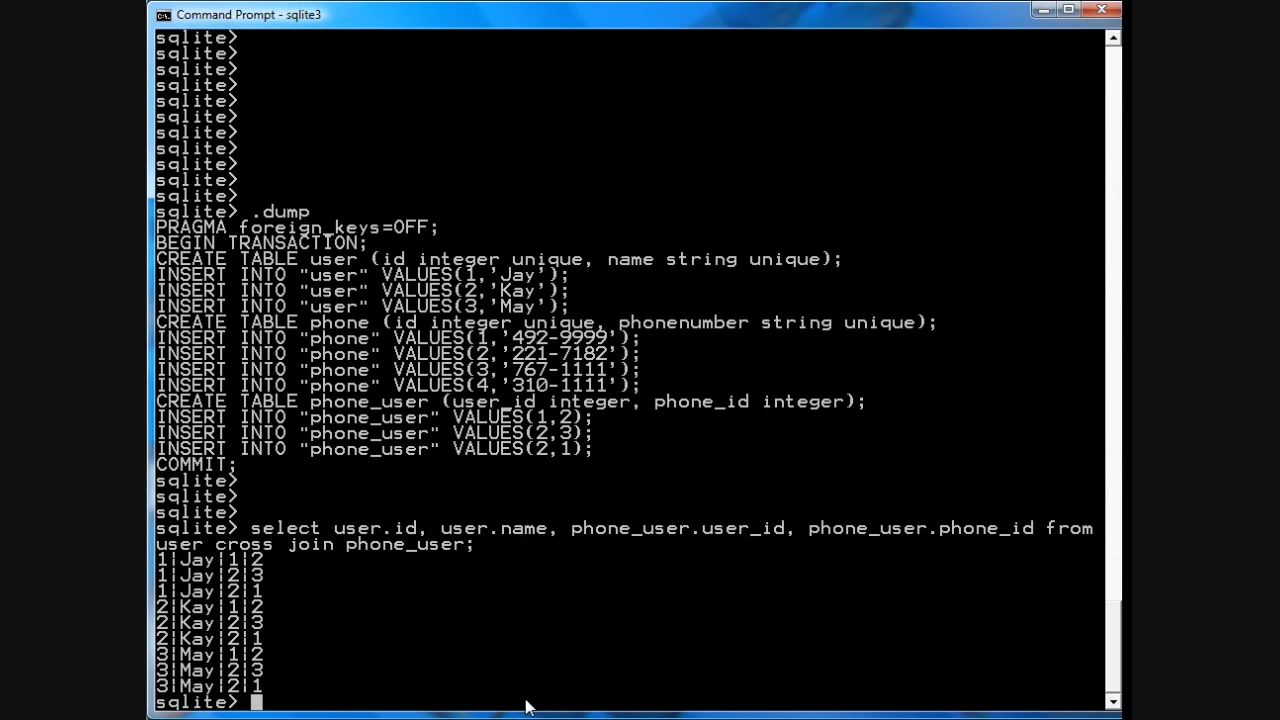 Command Prompt - sqlite3
sqlite>
sqlite>
sqlite>
sqlite>
sqlite>
sqlite>
sqlite>
sqlite>
sqlite>
sqlite>
sqlite>
sqlite> .dump
PRAGMA foreign_keys=OFF;
BEGIN TRANSACTION;
CREATE TABLE user (id integer unique, name string unique);
INSERT INTO "user" VALUES(1,'Jay');
INSERT INTO "user" VALUES(2,'Kay');
INSERT INTO "user" VALUES(3,'May');
CREATE TABLE phone (id integer unique, phonenumber string unique);
INSERT INTO "phone" VALUES(1,'492-9999');
INSERT INTO "phone" VALUES(2,'221-7182');
INSERT INTO "phone" VALUES(3,'767-1111');
INSERT INTO "phone" VALUES(4,'310-1111');
CREATE TABLE phone_user (user_id integer, phone_id integer);
INSERT INTO "phone_user" VALUES(1,2);
INSERT INTO "phone_user" VALUES(2,3);
INSERT INTO "phone_user" VALUES(2,1);
COMMIT;
sqlite>
sqlite>
sqlite>
sqlite> select user.id, user.name, phone_user.user_id, phone_user.phone_id from
user cross join phone_user;
1|Jay|1|2
1|Jay|2|3
1|Jay|2|1
2|Kay|1|2
2|Kay|2|3
2|Kay|2|1
3|May|1|2
3|May|2|3
3|May|2|1
sqlite>